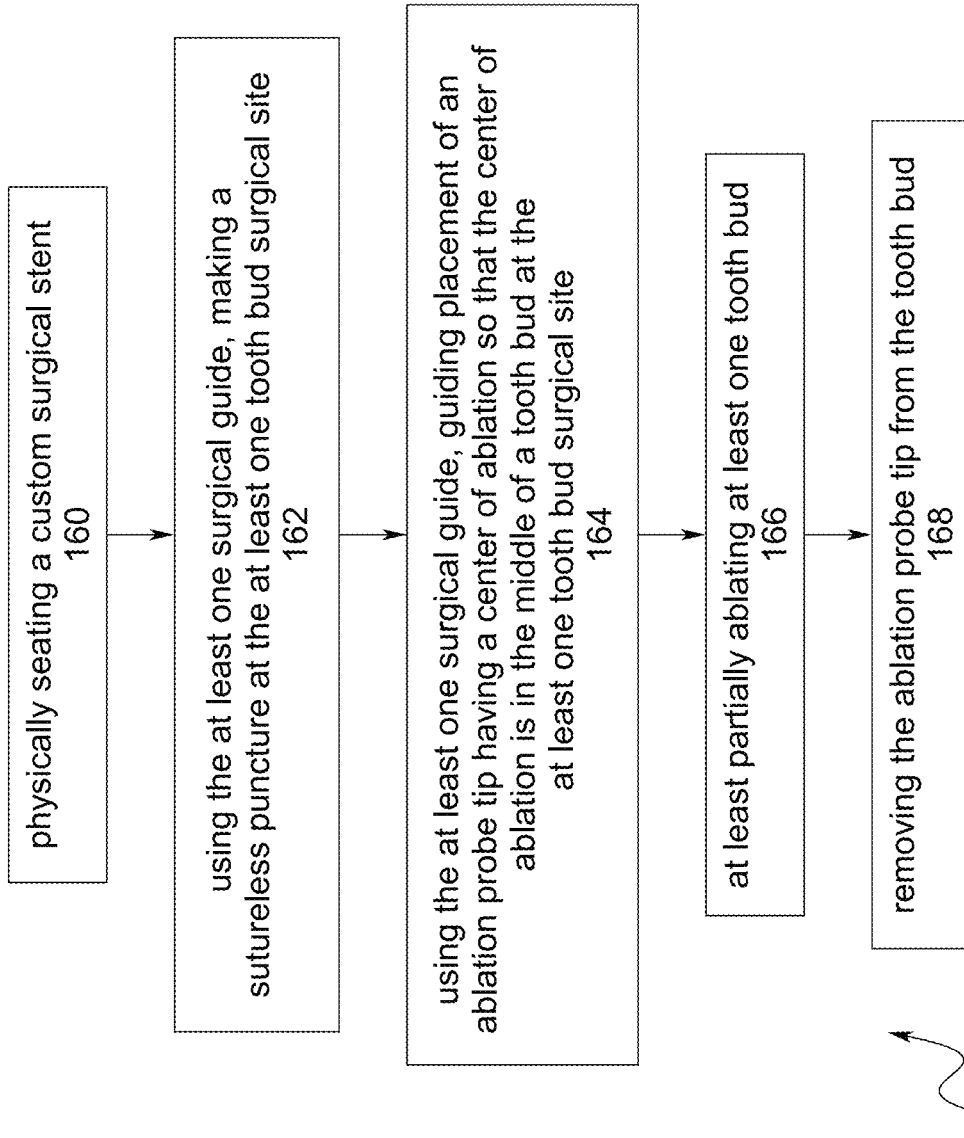 physically seating a custom surgical stent
160
using the at least one surgical guide, making a
sutureless puncture at the at least one tooth bud surgical site
162
using the at least one surgical guide, guiding placement of an
ablation probe tip having a center of ablation so that the center of
ablation is in the middle of a tooth bud at the
at least one tooth bud surgical site
164
at least partially ablating at least one tooth bud
166
removing the ablation probe tip from the tooth bud
168